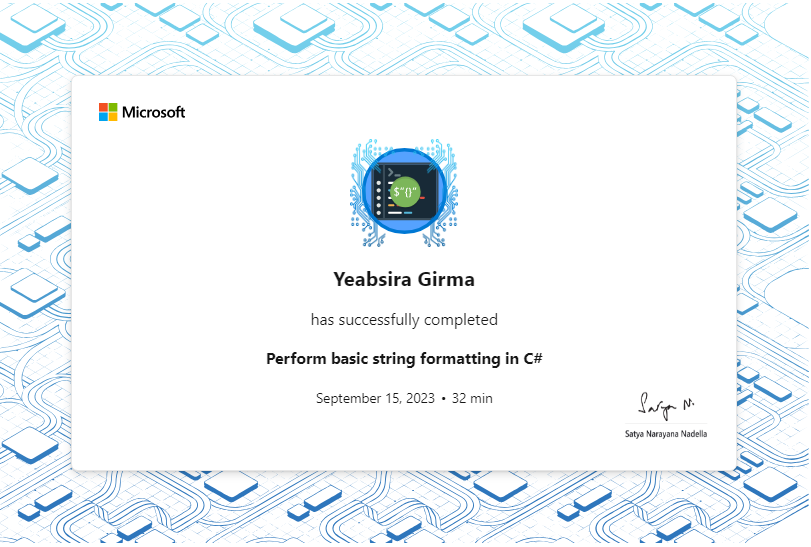 Microsoft
$"{}"
Yeabsira Girma
has successfully completed
Perform basic string formatting in C#
September 15, 2023 • 32 min
Satya N.
Satya Narayana Nadella